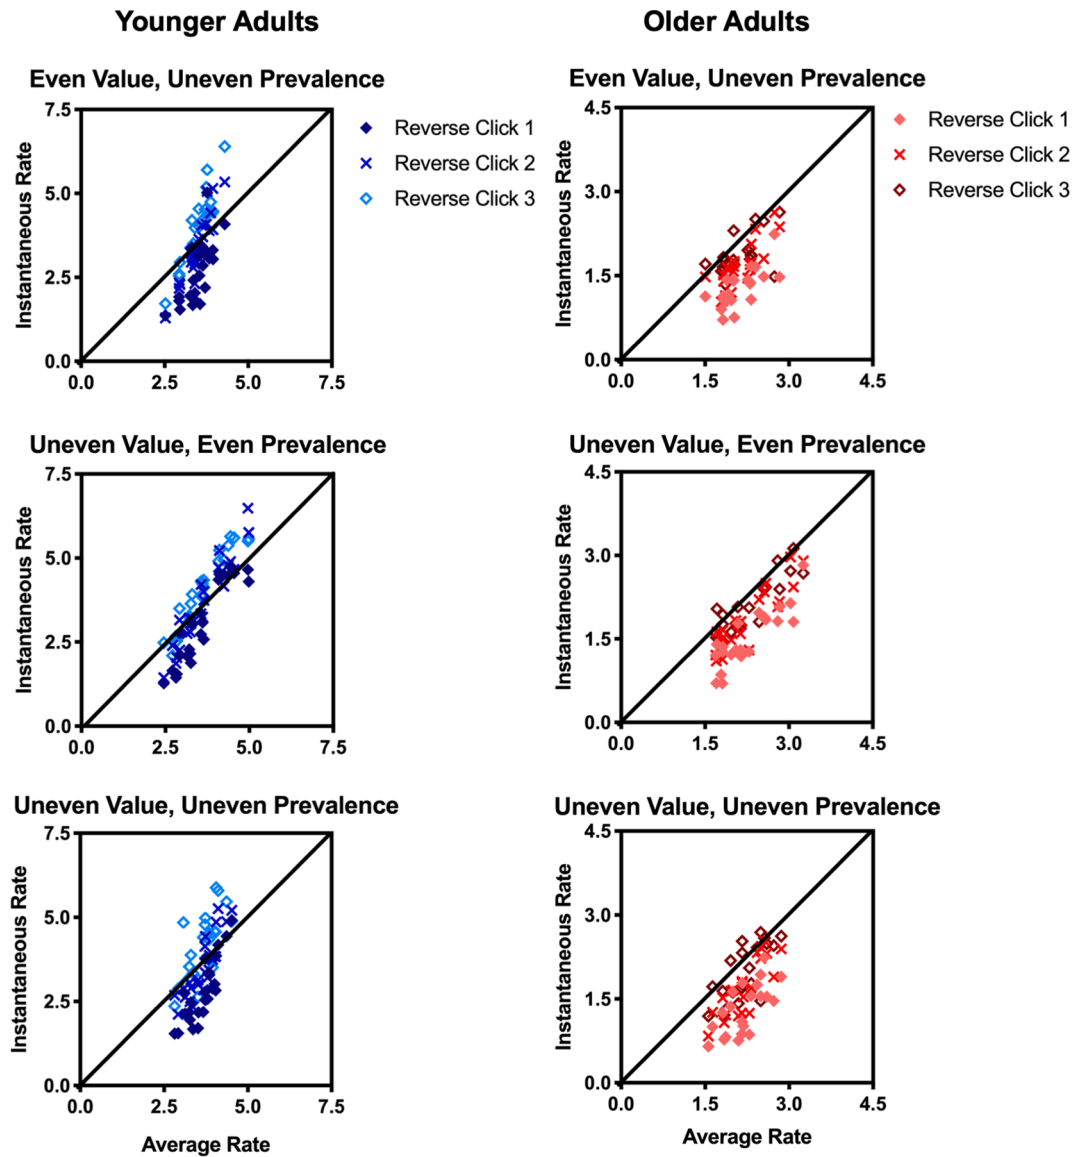 Younger Adults
Older Adults
Even Value, Uneven Prevalence
Even Value, Uneven Prevalence
7.5
5.0
2.5
0.0
0.0
2.5
5.0
7.5
Instantaneous Rate
Reverse Click 1
Reverse Click 2
Reverse Click 3
4.5
3.0
1.5
0.0
0.0
1.5
3.0
4.5
Instantaneous Rate
Reverse Click 1
Reverse Click 2
Reverse Click 3
Uneven Value, Even Prevalence
Uneven Value, Even Prevalence
7.5
5.0
2.5
0.0
0.0
2.5
5.0
7.5
Instantaneous Rate
4.5
3.0
1.5
0.0
0.0
1.5
3.0
4.5
Instantaneous Rate
Uneven Value, Uneven Prevalence
Uneven Value, Uneven Prevalence
7.5
5.0
2.5
0.0
0.0
2.5
5.0
7.5
Instantaneous Rate
Average Rate
4.5
3.0
1.5
0.0
0.0
1.5
3.0
4.5
Instantaneous Rate
Average Rate